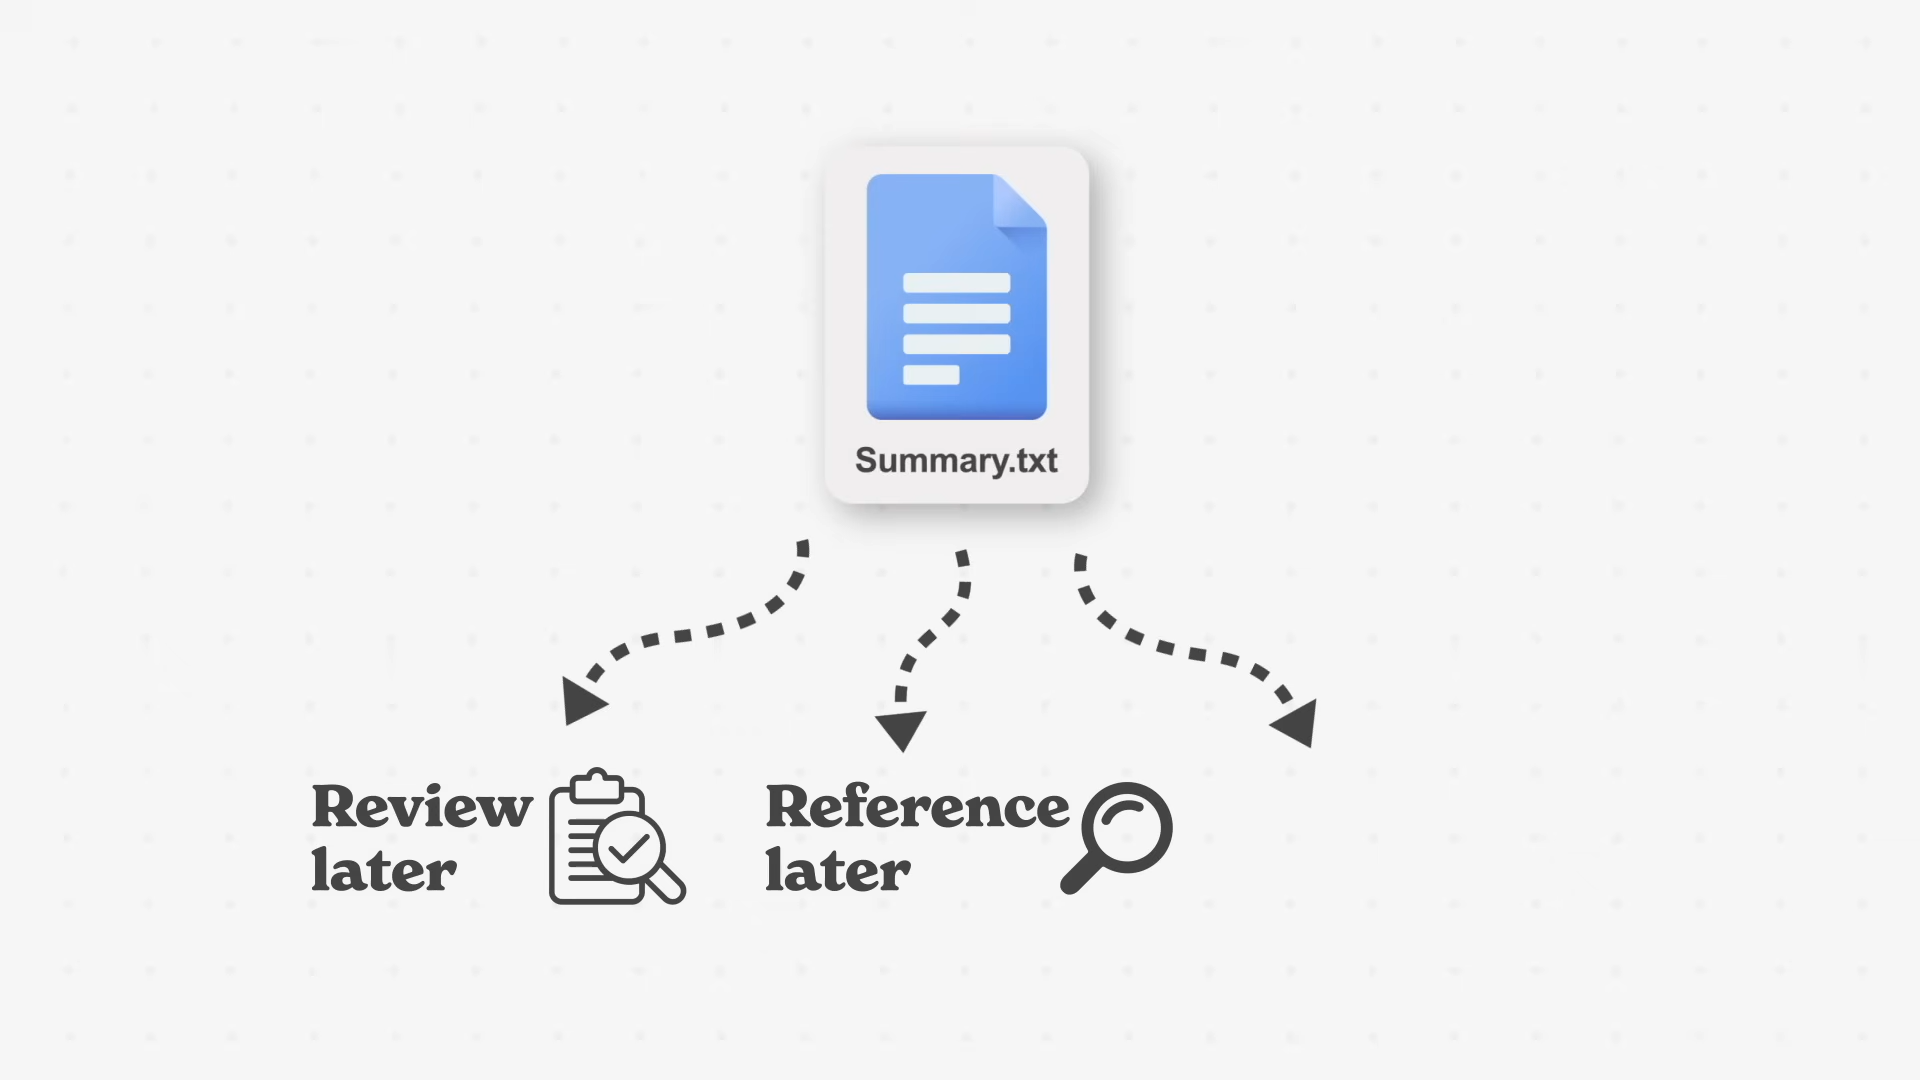 Summary.txt
Review
later
Reference
later